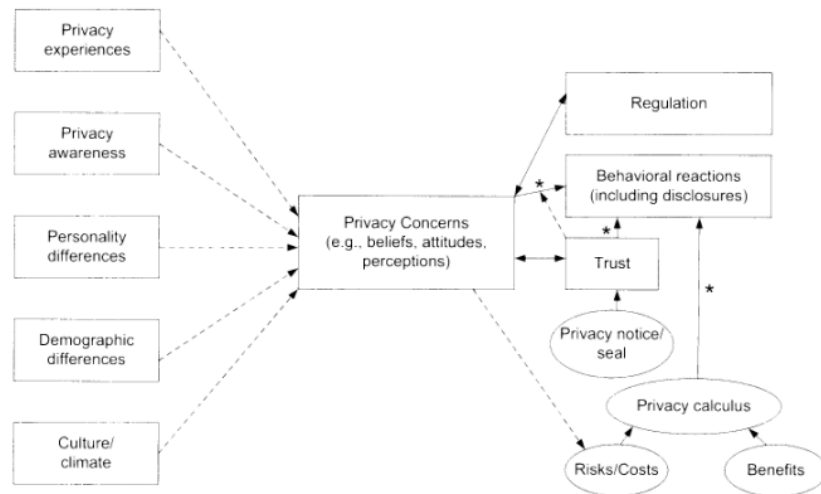 Privacy
experiences
Privacy
awareness
Personality
differences
Demographic
differences
Culture/
climate
Privacy Concerns
(e.g., beliefs, attitudes,
perceptions)
Regulation
*
Behavioral reactions
(including disclosures)
*
Trust
*
Privacy notice/
seal
Privacy calculus
Risks/Costs
Benefits